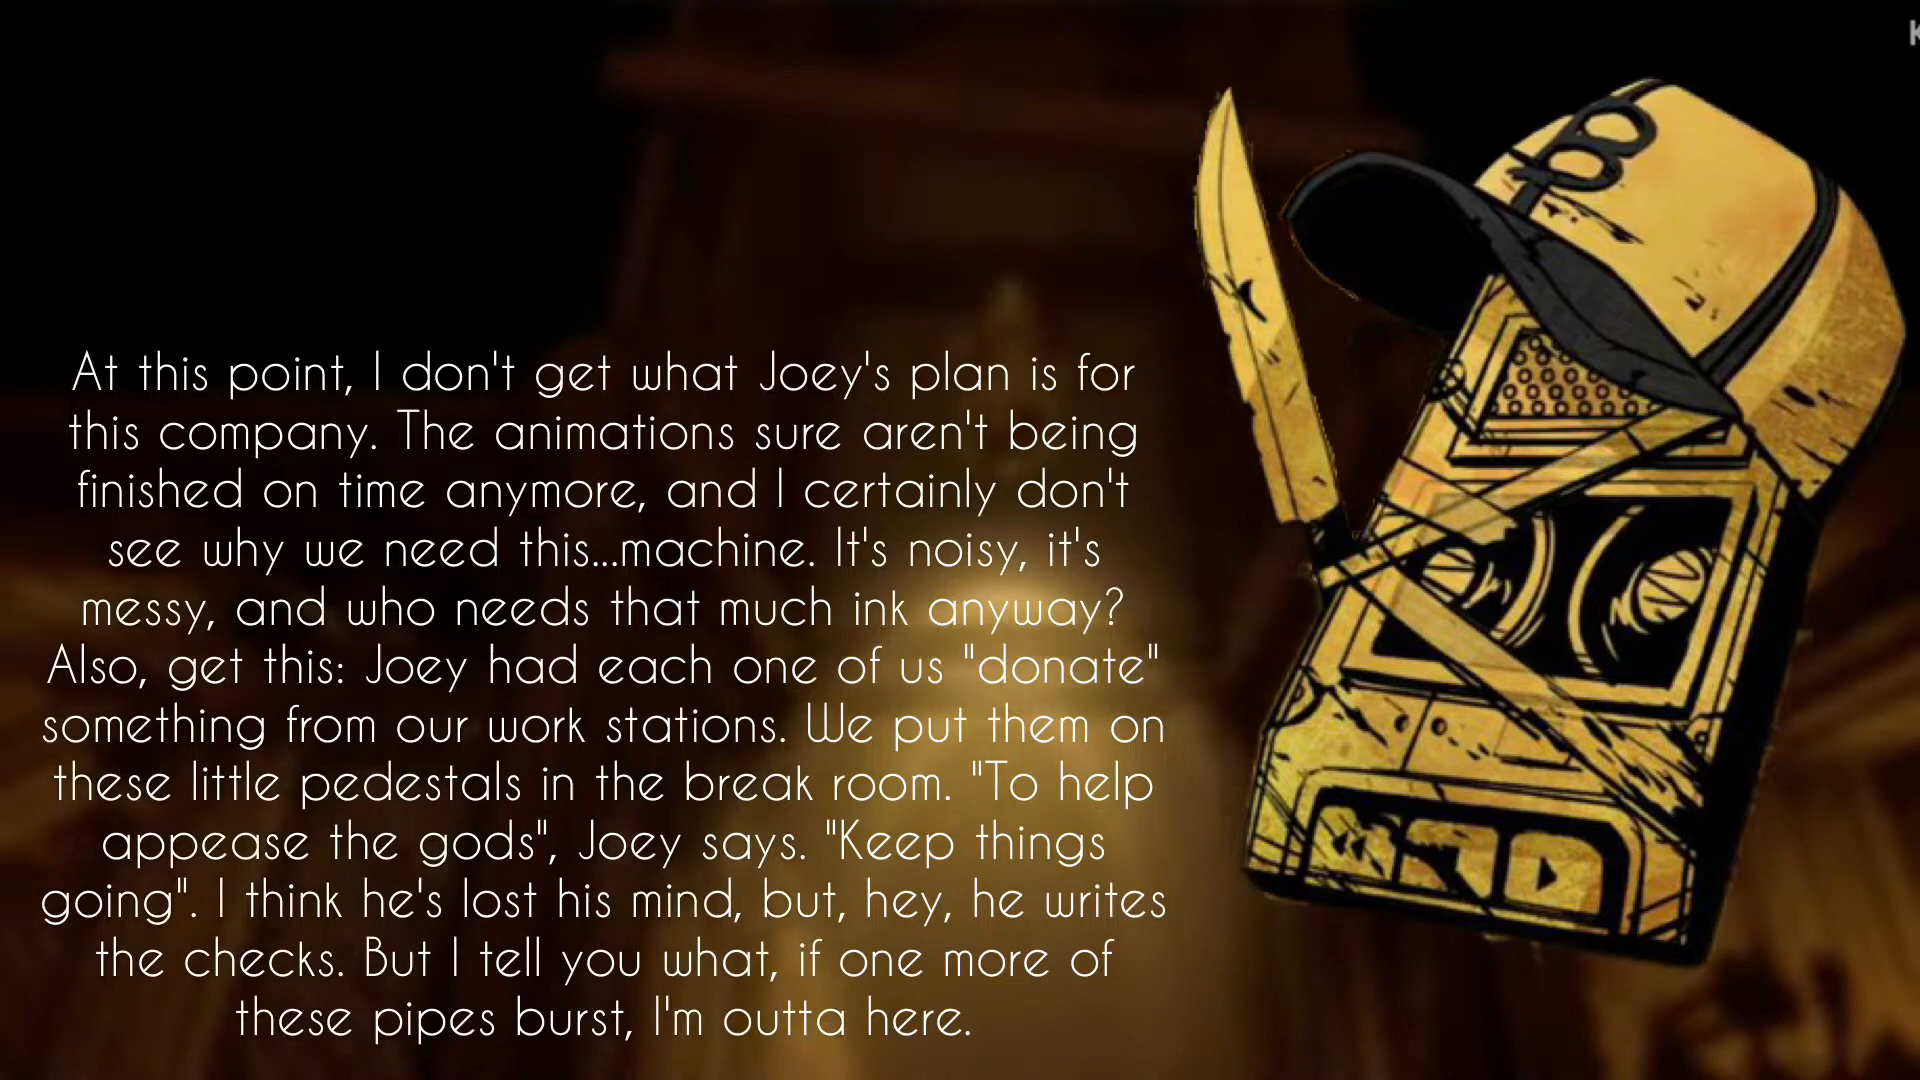 K
B
At this point, I don't get what Joey's plan is for
this company. The animations sure aren't being
finished on time anymore, and I certainly don't
see why we need this...machine. It's noisy, it's
messy, and who needs that much ink anyway?
Also, get this: Joey had each one of us "donate"
something from our work stations. We put them on
these little pedestals in the break room. "To help
appease the gods", Joey says. "Keep things
going". I think he's lost his mind, but, hey, he writes
the checks. But I tell you what, if one more of
these pipes burst, I'm outta here.